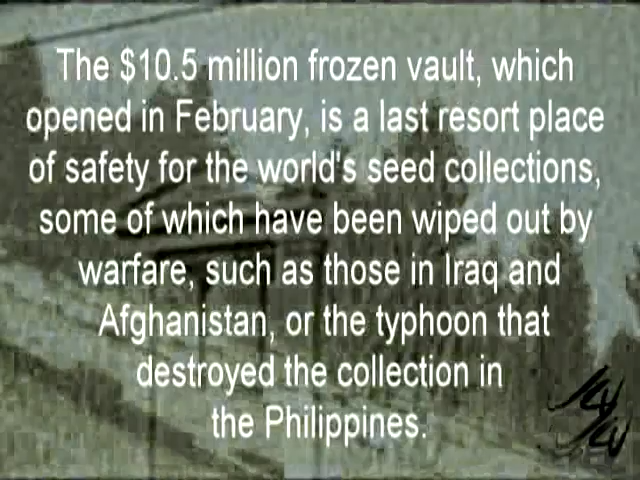 The $10.5 million frozen vault, which
opened in February, is a last resort place
of safety for the world's seed collections,
some of which have been wiped out by
warfare, such as those in Iraq and
Afghanistan, or the typhoon that
destroyed the collection in
the Philippines.